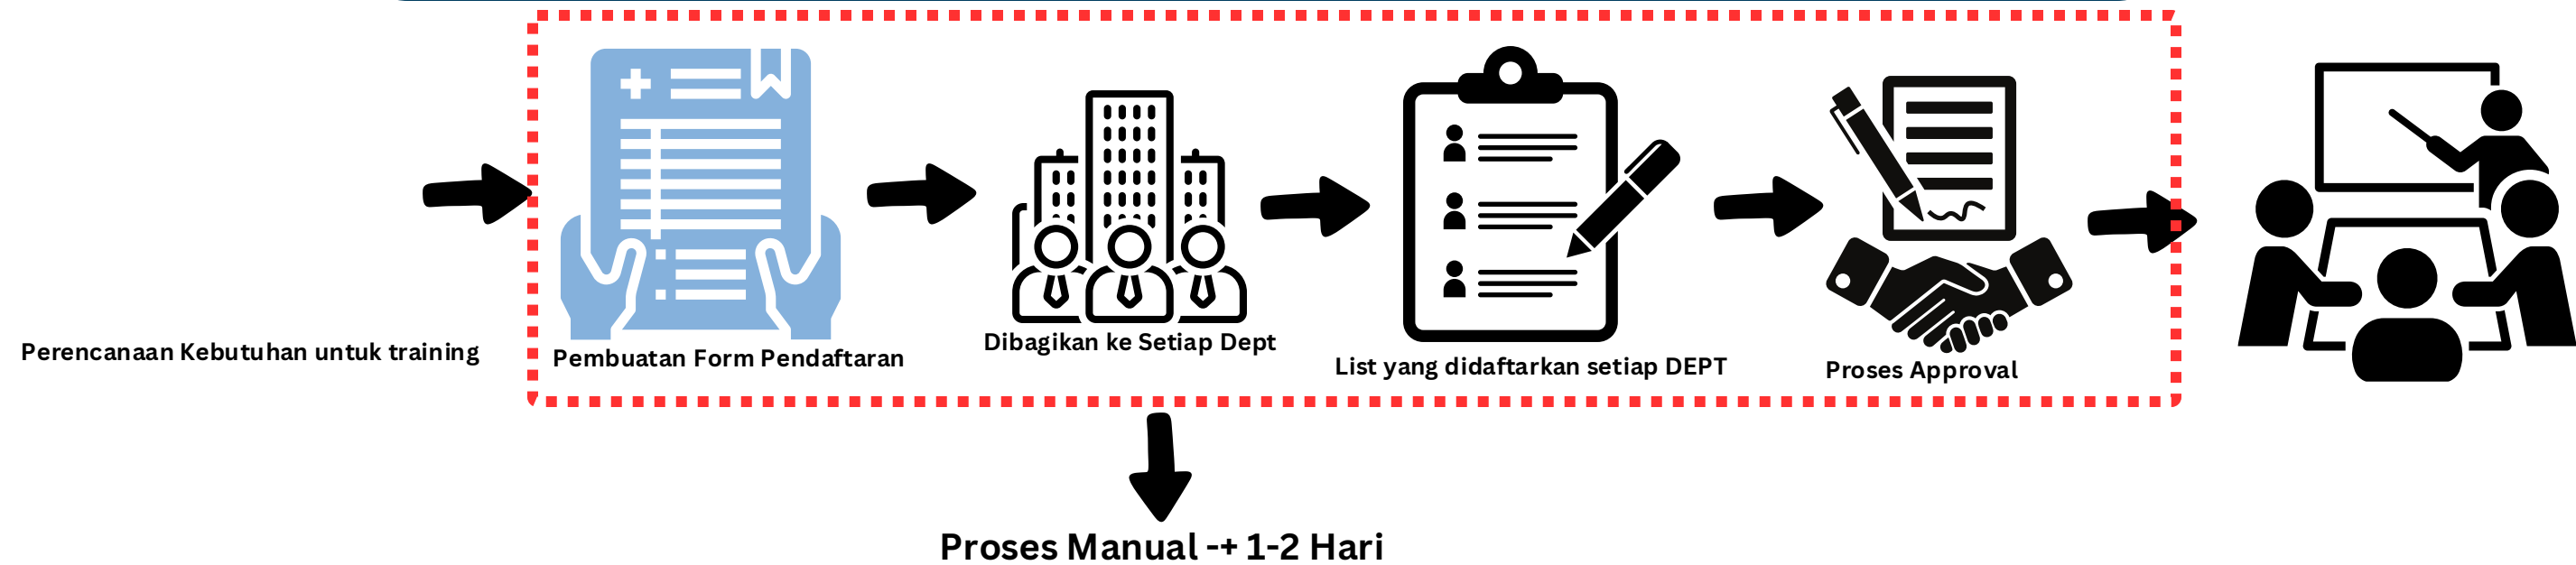 Perencanaan Kebutuhan untuk training
Pembuatan Form Pendaftaran
Dibagikan ke Setiap Dept
List yang didaftarkan setiap DEPT
Proses Approval
Proses Manual -+ 1-2 Hari